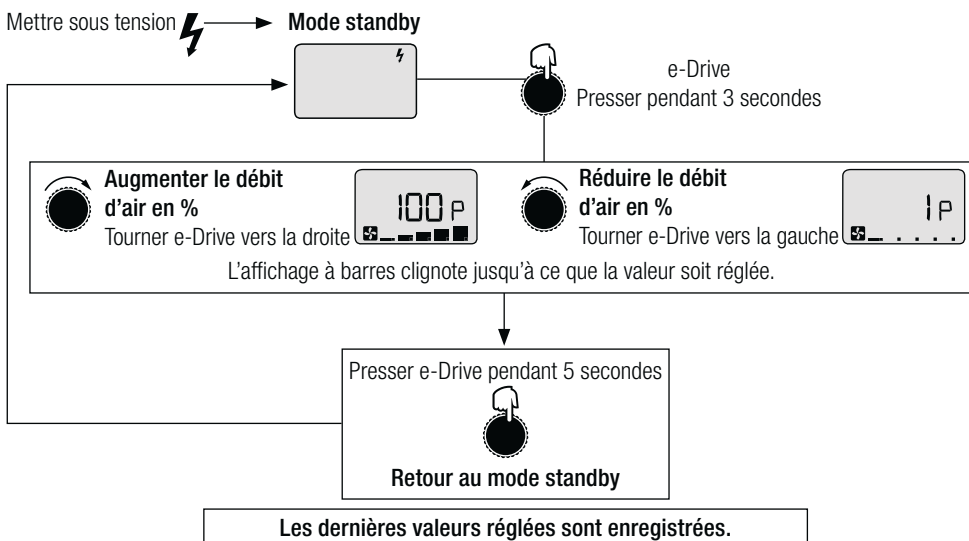 Mettre sous tension
Mode standby
e-Drive
Presser pendant 3 secondes
Augmenter le débit
d'air en %
Tourner e-Drive vers la droite
100 P
Réduire le débit
d'air en %
Tourner e-Drive vers la gauche
1 P
L'affichage à barres clignote jusqu'à ce que la valeur soit réglée.
Presser e-Drive pendant 5 secondes
Retour au mode standby
Les dernières valeurs réglées sont enregistrées.